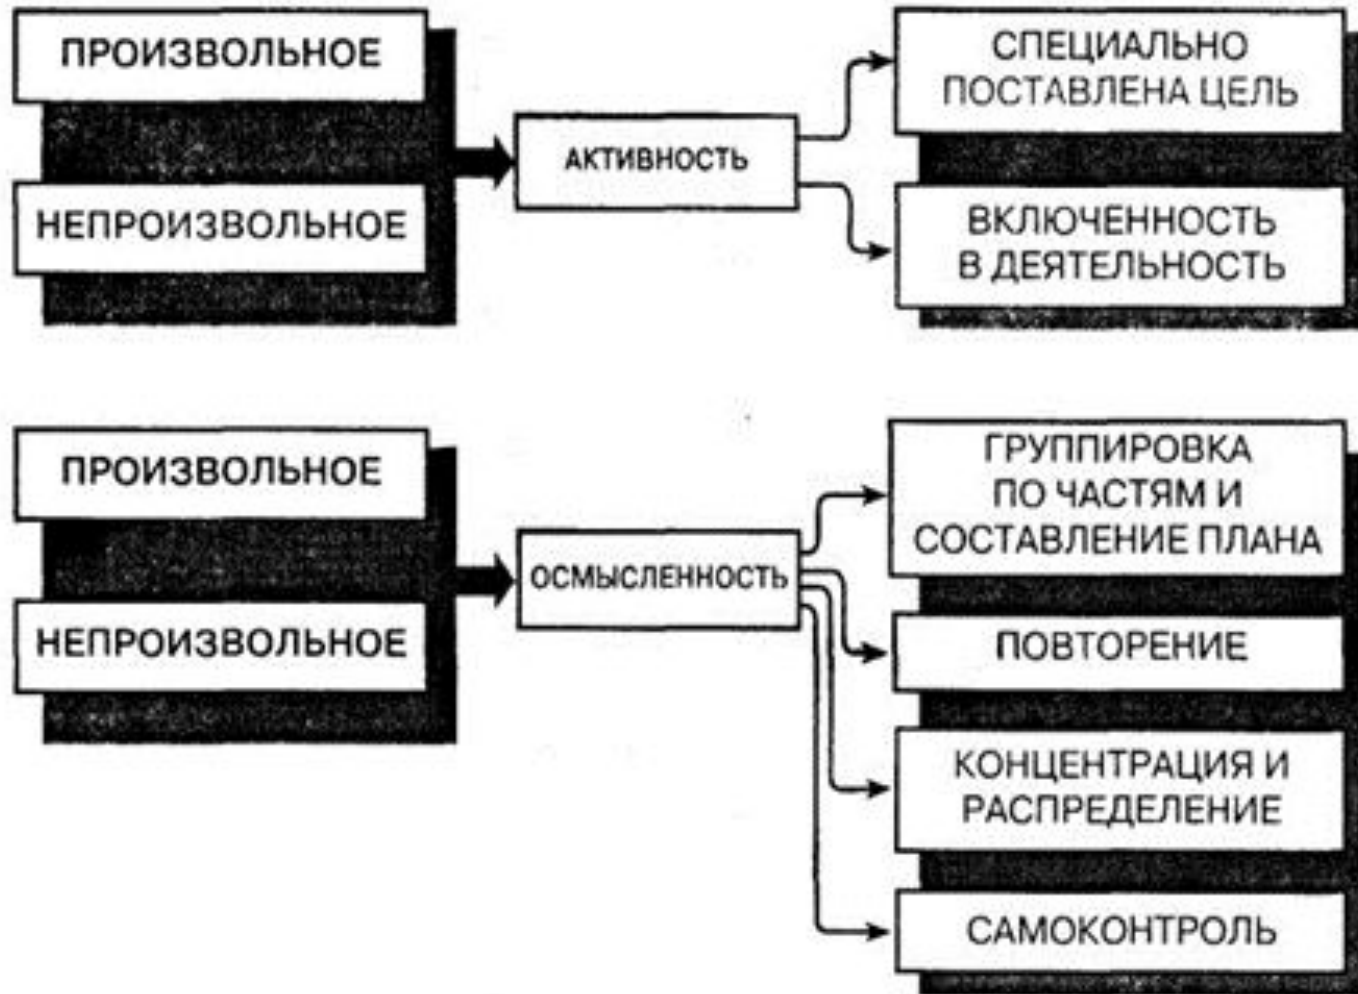 ПРОИЗВОЛЬНОЕ
НЕПРОИЗВОЛЬНОЕ
АКТИВНОСТЬ
СПЕЦИАЛЬНО
ПОСТАВЛЕНА ЦЕЛЬ
ВКЛЮЧЕННОСТЬ
В ДЕЯТЕЛЬНОСТЬ
ПРОИЗВОЛЬНОЕ
НЕПРОИЗВОЛЬНОЕ
ОСМЫСЛЕННОСТЬ
ГРУППИРОВКА
ПО ЧАСТЯМ И
СОСТАВЛЕНИЕ ПЛАНА
ПОВТОРЕНИЕ
КОНЦЕНТРАЦИЯ И
РАСПРЕДЕЛЕНИЕ
САМОКОНТРОЛЬ